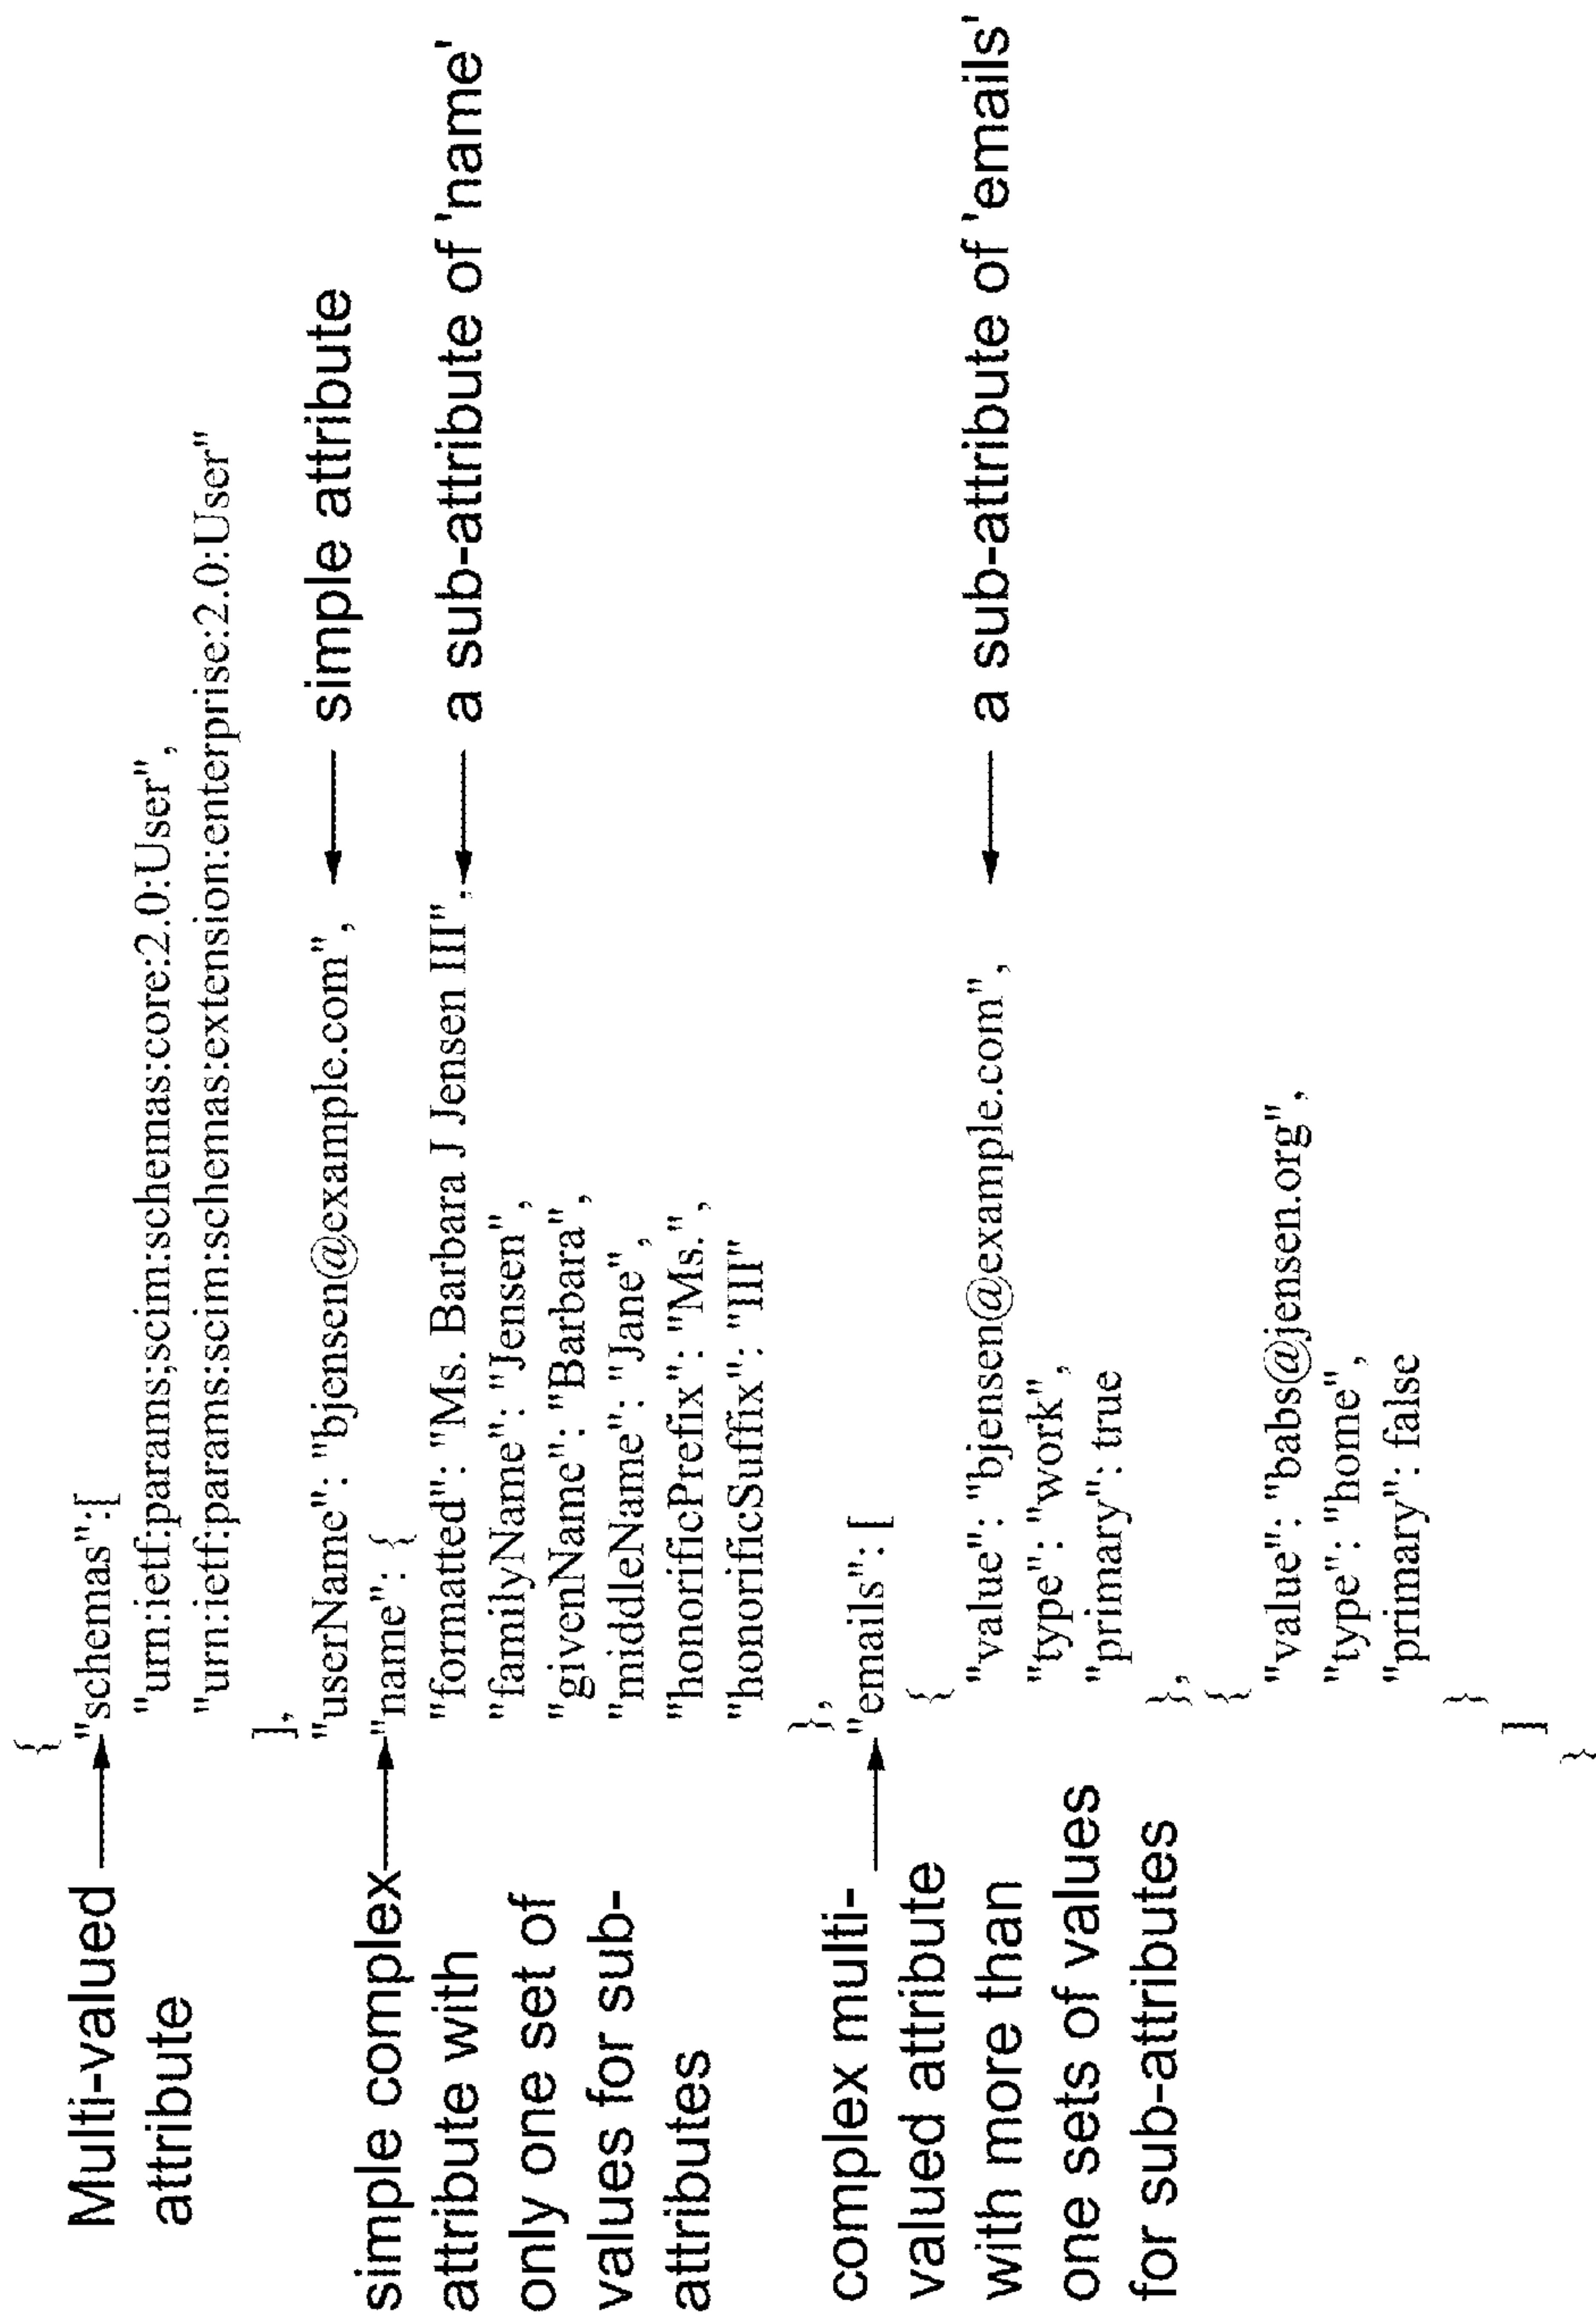 {
Multi-valued
attribute
"schemas":[
"urn:ietf:params;scim:schemas:core:2.0:User",
"urn:ietf:params:scim:schemas:extension:enterprise:2.0:User"
],
"userName": "bjensen@example.com",
simple attribute
simple complex
attribute with
only one set of
values for sub-
attributes
"name": {
"formatted": "Ms. Barbara J Jensen III",
a sub-attribute of 'name'
"familyName": "Jensen",
"givenName": "Barbara",
"middleName": "Jane",
"honorificPrefix": "Ms.",
"honorificSuffix": "III"
},
complex multi-
valued attribute
with more than
one sets of values
for sub-attributes
"emails": [
{
"value": "bjensen@example.com",
a sub-attribute of 'emails'
"type": "work",
"primary": true
},
{
"value": "babs@jensen.org",
"type": "home",
"primary": false
}
]
}